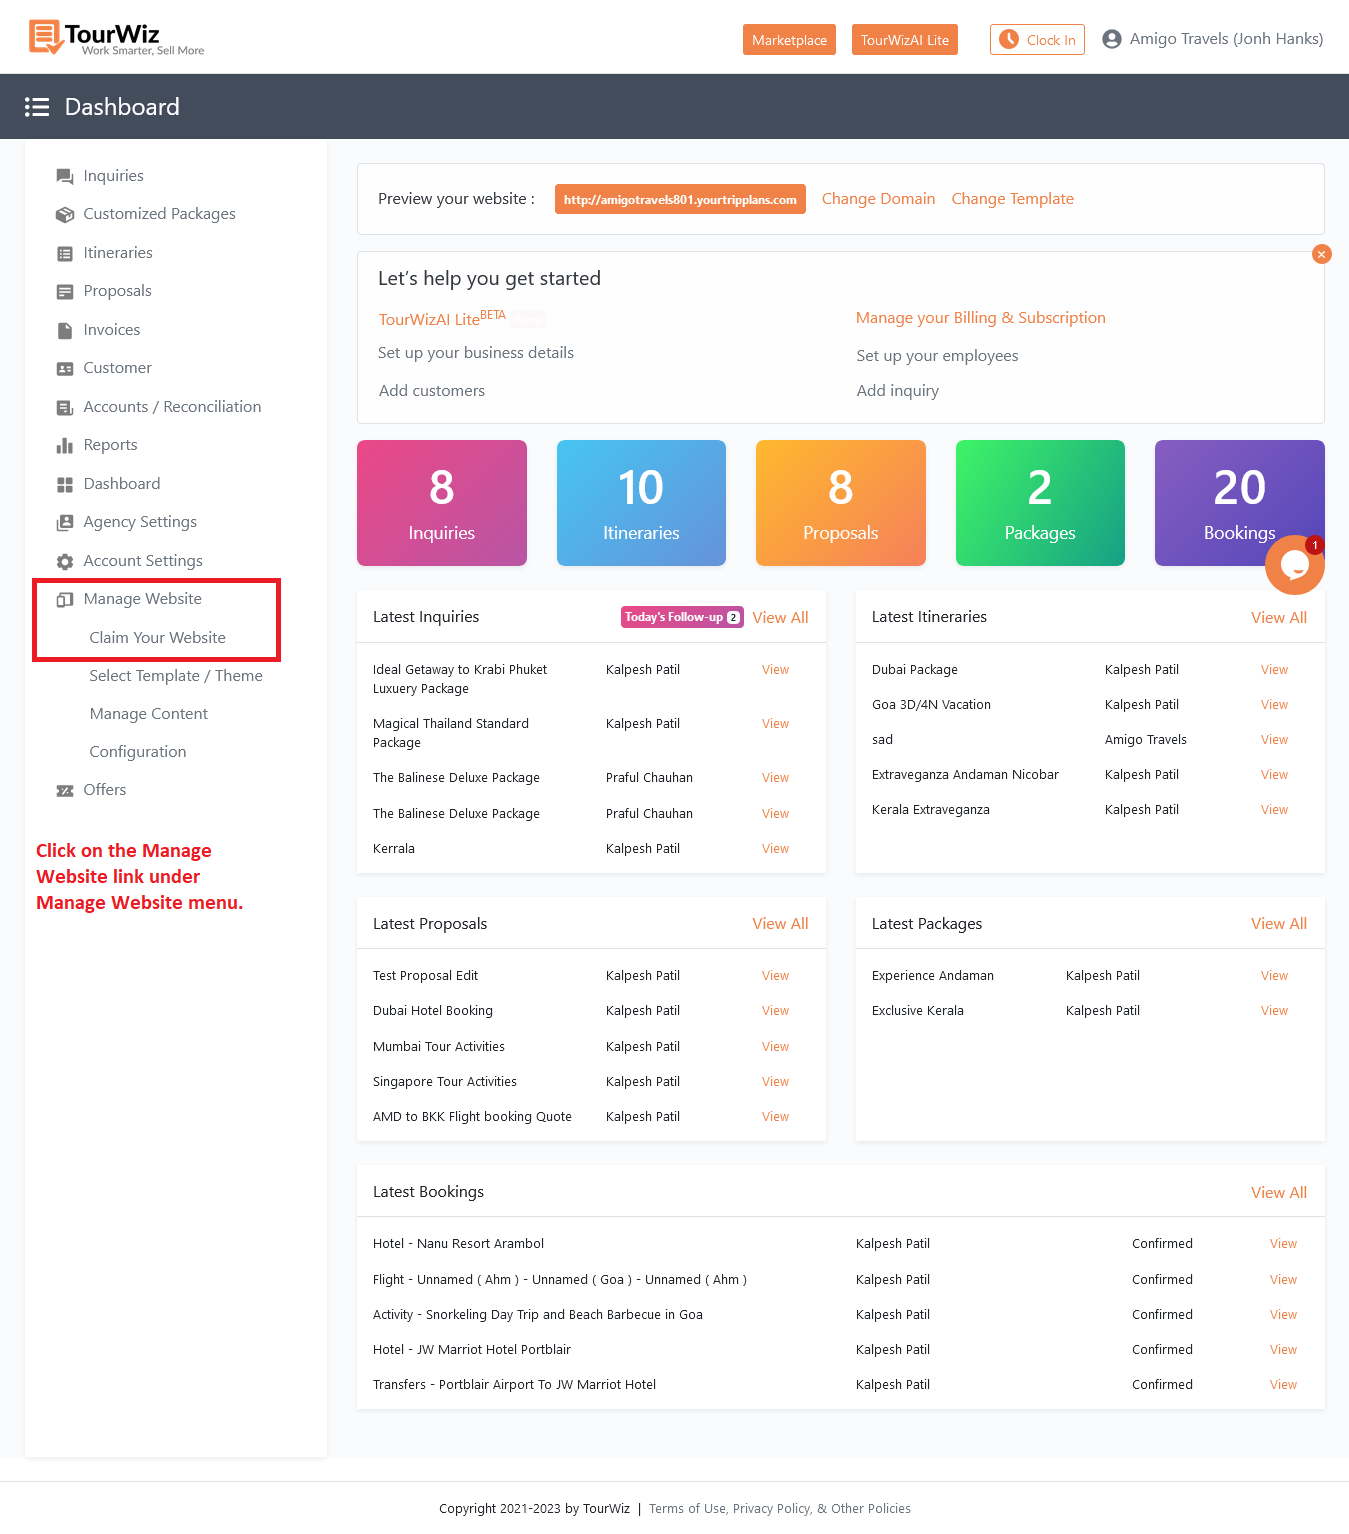 TourWiz
Work Smarter, Sell More
Marketplace
TourWizAI Lite
Clock In
Amigo Travels (Jonh Hanks)
Dashboard
Inquiries
Customized Packages
Itineraries
Proposals
Invoices
Customer
Accounts / Reconciliation
Reports
Dashboard
Agency Settings
Account Settings
Manage Website
Claim Your Website
Select Template / Theme
Manage Content
Configuration
Offers
Click on the Manage
Website link under
Manage Website menu.
Preview your website : http://amigotravels801.yourtripplans.com Change Domain Change Template
Let's help you get started
TourWizAI Lite BETA
Manage your Billing & Subscription
Set up your business details
Set up your employees
Add customers
Add inquiry
8
Inquiries
10
Itineraries
8
Proposals
2
Packages
20
Bookings
1
Latest Inquiries Today's Follow-up 2 View All
Ideal Getaway to Krabi Phuket Kalpesh Patil View
Luxuery Package
Magical Thailand Standard Kalpesh Patil View
Package
The Balinese Deluxe Package Praful Chauhan View
The Balinese Deluxe Package Praful Chauhan View
Kerrala Kalpesh Patil View
Latest Itineraries View All
Dubai Package Kalpesh Patil View
Goa 3D/4N Vacation Kalpesh Patil View
sad Amigo Travels View
Extraveganza Andaman Nicobar Kalpesh Patil View
Kerala Extraveganza Kalpesh Patil View
Latest Proposals View All
Test Proposal Edit Kalpesh Patil View
Dubai Hotel Booking Kalpesh Patil View
Mumbai Tour Activities Kalpesh Patil View
Singapore Tour Activities Kalpesh Patil View
AMD to BKK Flight booking Quote Kalpesh Patil View
Latest Packages View All
Experience Andaman Kalpesh Patil View
Exclusive Kerala Kalpesh Patil View
Latest Bookings View All
Hotel - Nanu Resort Arambol Kalpesh Patil Confirmed View
Flight - Unnamed ( Ahm ) - Unnamed ( Goa ) - Unnamed ( Ahm ) Kalpesh Patil Confirmed View
Activity - Snorkeling Day Trip and Beach Barbecue in Goa Kalpesh Patil Confirmed View
Hotel - JW Marriot Hotel Portblair Kalpesh Patil Confirmed View
Transfers - Portblair Airport To JW Marriot Hotel Kalpesh Patil Confirmed View
Copyright 2021-2023 by TourWiz | Terms of Use, Privacy Policy, & Other Policies